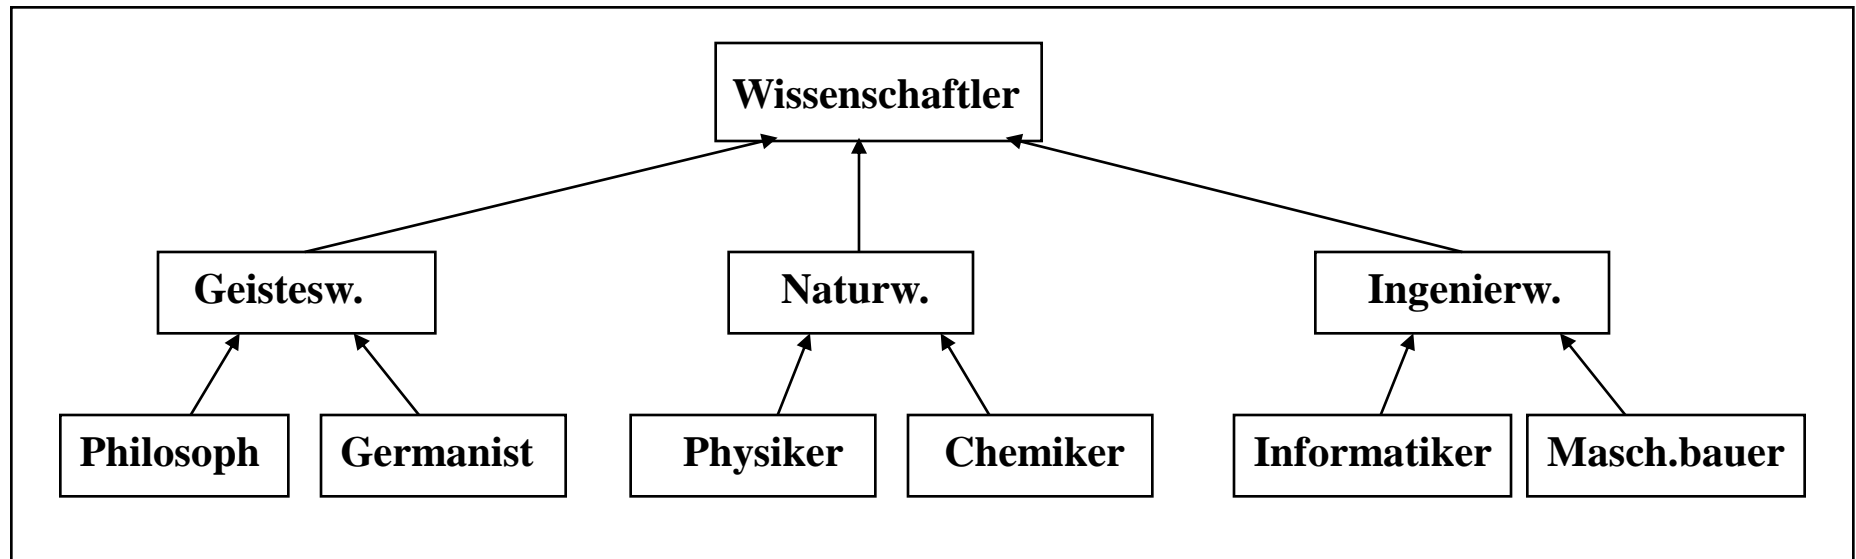 Wissenschaftler
Geistesw.
Naturw.
Ingenierw.
Philosoph
Germanist
Physiker
Chemiker
Informatiker
Masch.bauer